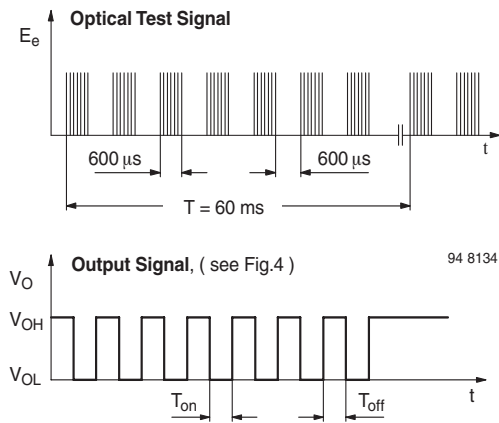 Optical Test Signal
Ee
t
600 μs
600 μs
T = 60 ms
Output Signal, ( see Fig.4 )
94 8134
VO
VOH
VOL
Ton
Toff
t